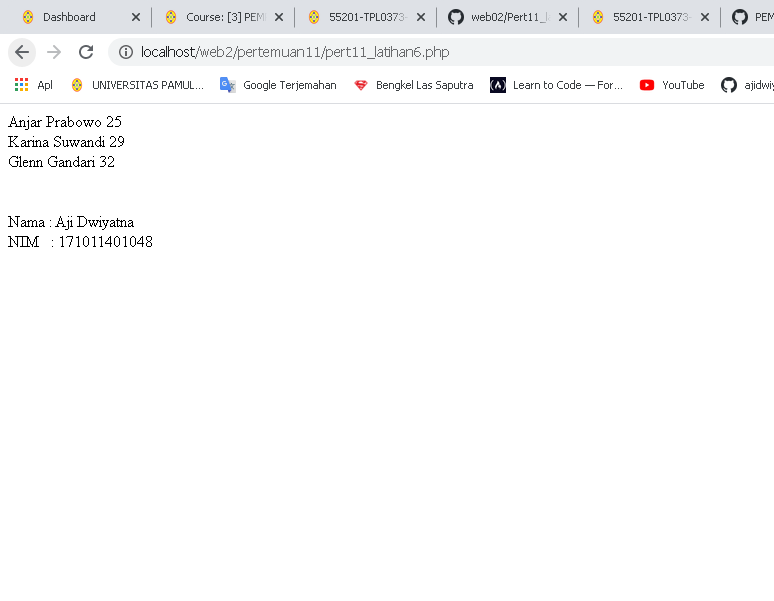 Dashboard Course: [3] PEM 55201-TPL0373- web02/Pert11_l 55201-TPL0373- PEM
localhost/web2/pertemuan11/pert11_latihan6.php
Apl UNIVERSITAS PAMUL... Google Terjemahan Bengkel Las Saputra Learn to Code — For... YouTube ajidwiy
Anjar Prabowo 25
Karina Suwandi 29
Glenn Gandari 32
Nama : Aji Dwiyatna
NIM : 171011401048